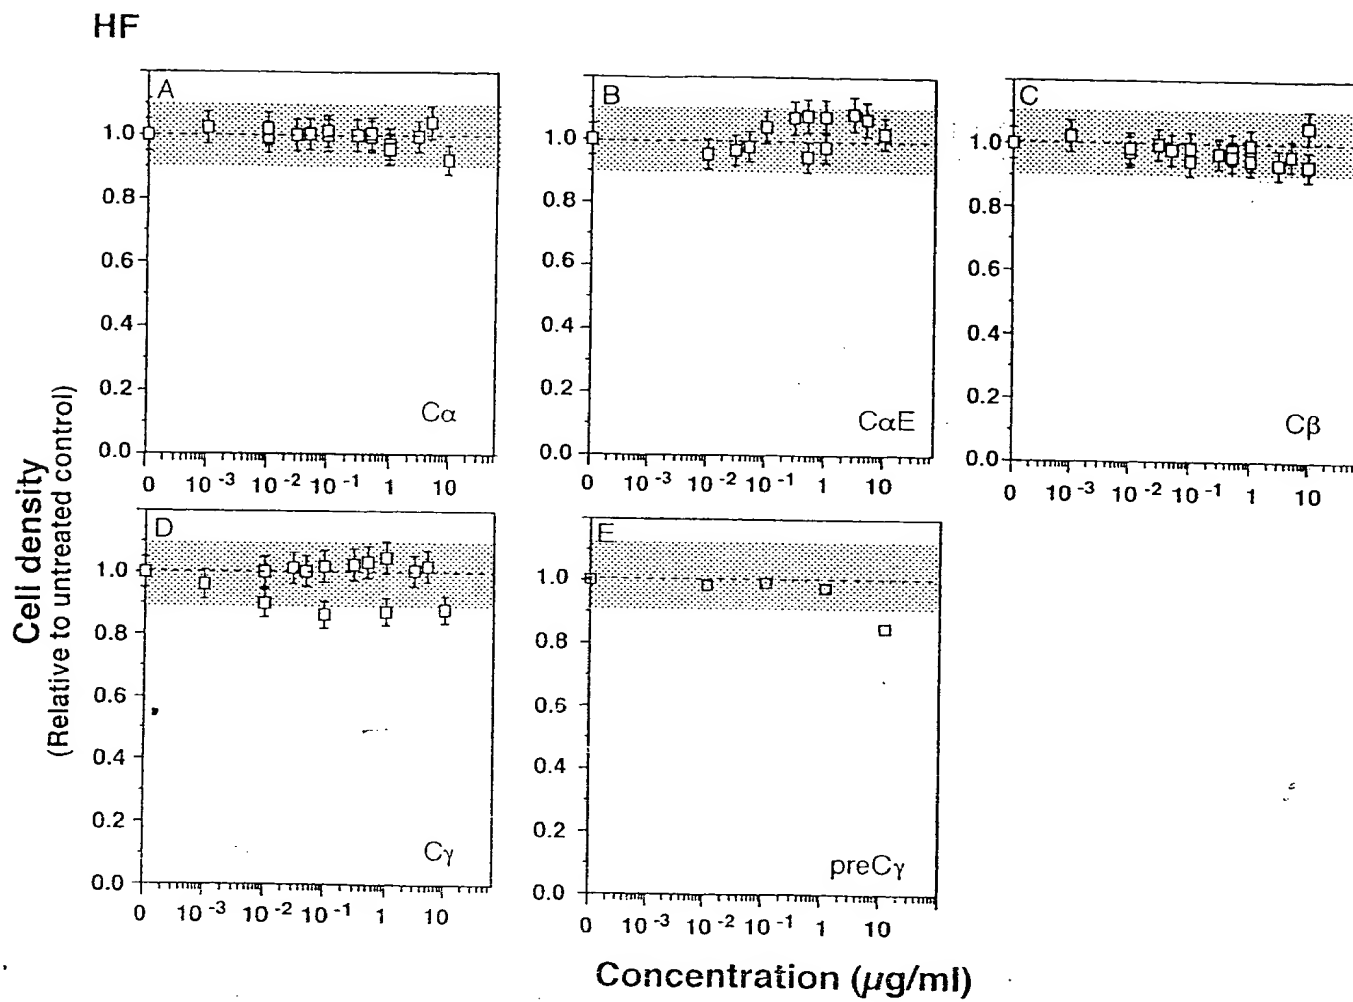 HF
A
1.0
0.8
0.6
0.4
0.2
0.0
Cα
0 10⁻³ 10⁻² 10⁻¹ 1 10
B
1.0
0.8
0.6
0.4
0.2
0.0
CαE
0 10⁻³ 10⁻² 10⁻¹ 1 10
C
1.0
0.8
0.6
0.4
0.2
0.0
Cβ
0 10⁻³ 10⁻² 10⁻¹ 1 10
Cell density
(Relative to untreated control)
D
1.0
0.8
0.6
0.4
0.2
0.0
Cγ
0 10⁻³ 10⁻² 10⁻¹ 1 10
E
1.0
0.8
0.6
0.4
0.2
0.0
preCγ
0 10⁻³ 10⁻² 10⁻¹ 1 10
Concentration (μg/ml)